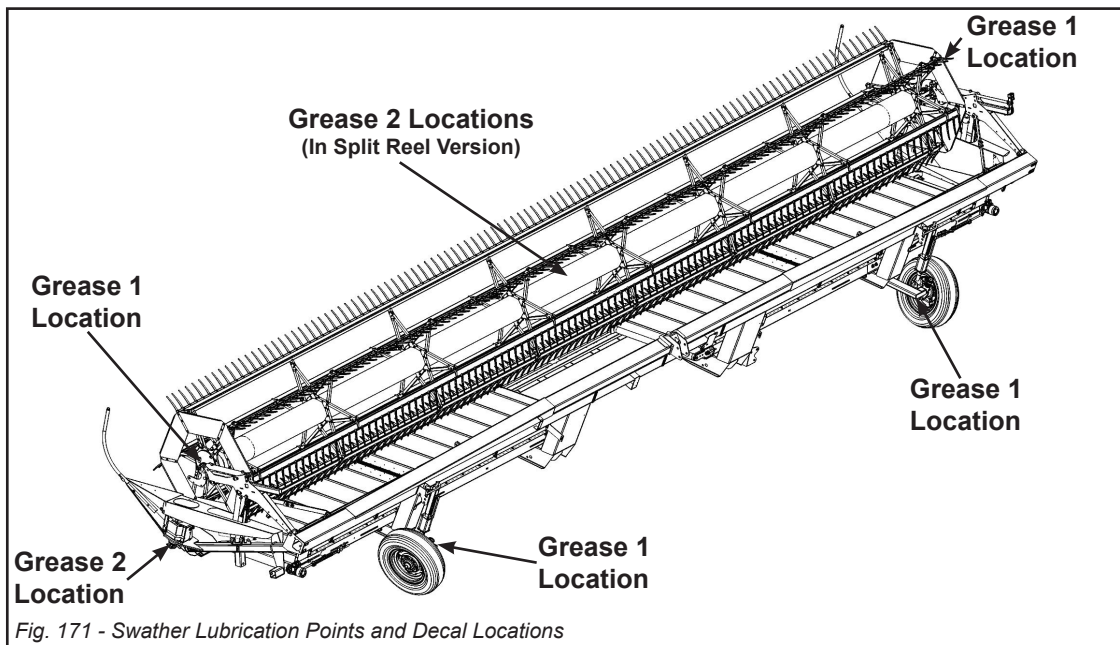 Grease 1
Location
Grease 2 Locations
(In Split Reel Version)
Grease 1
Location
Grease 1
Location
Grease 2
Location
Grease 1
Location
Fig. 171 - Swather Lubrication Points and Decal Locations